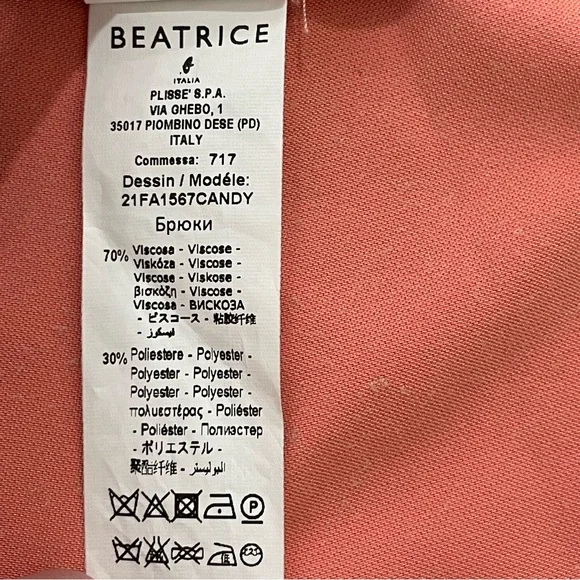 BEATRICE
ITALIA
PLISSE' S.P.A.
VIA GHEBO, 1
35017 PIOMBINO DESE (PD)
ITALY
Commessa: 717
Dessin / Modéle:
21FA1567CANDY
Брюки
70% Viscosa - Viscose -
Viskóza - Viscose -
Viscose - Viskose -
βισκόζη - Viscose -
Viscosa - ВИСКОЗА
- ビスコース - 粘胶纤维
- فيسكوز
30% Poliestere - Polyester -
Polyester - Polyester -
Polyester - Polyester -
πολυεστέρας - Poliéster
- Poliéster - Полиэстер
- ポリエステル -
聚酯纤维 - البوليستر
P